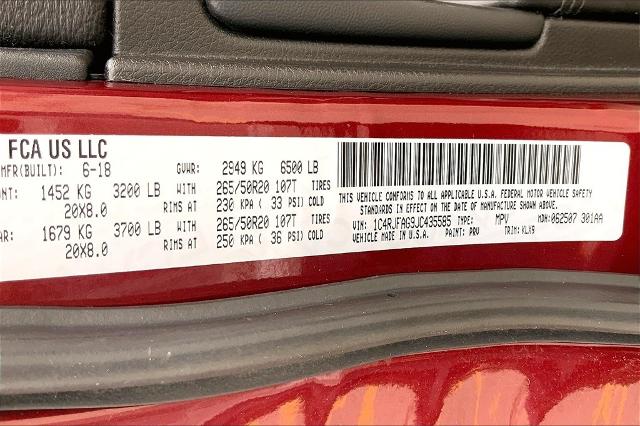 FCA US LLC
MFR(BUILT): 6-18 GVWR: 2949 KG 6500 LB
1452 KG 3200 LB WITH 265/50R20 107T TIRES
20X8.0 RIMS AT 230 KPA ( 33 PSI) COLD
1679 KG 3700 LB WITH 265/50R20 107T TIRES
20X8.0 RIMS AT 250 KPA ( 36 PSI) COLD
THIS VEHICLE CONFORMS TO ALL APPLICABLE U.S.A. FEDERAL MOTOR VEHICLE SAFETY
STANDARDS IN EFFECT ON THE DATE OF MANUFACTURE SHOWN ABOVE.
VIN: 1C4RJFAG9JC435585 TYPE: MPV MDH: 062507 301AA
VEHICLE MADE IN U.S.A. PAINT: PRV TRIM: KLX9